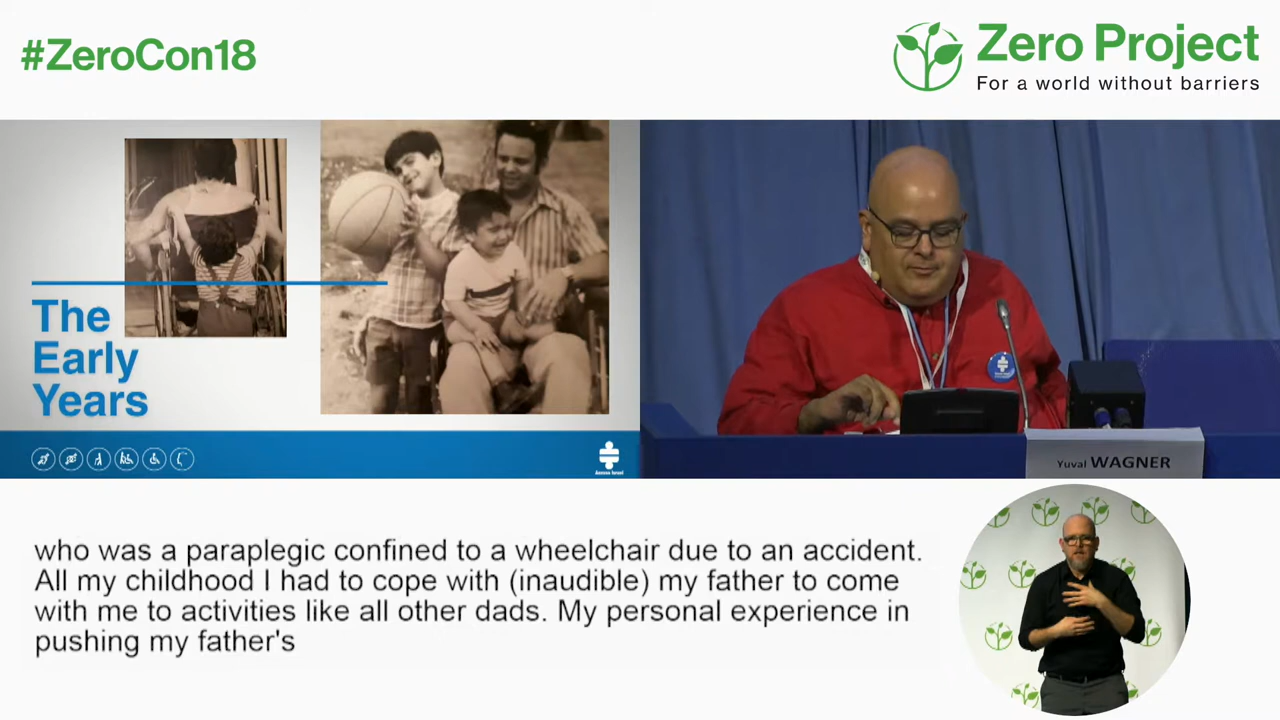 #ZeroCon18
Zero Project
For a world without barriers
The
Early
Years
Access Israel
Yuval WAGNER
who was a paraplegic confined to a wheelchair due to an accident.
All my childhood I had to cope with (inaudible) my father to come
with me to activities like all other dads. My personal experience in
pushing my father's